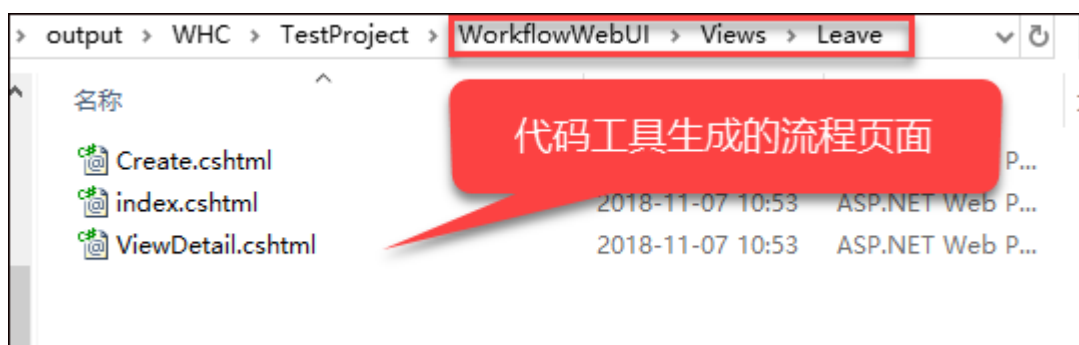 output > WHC > TestProject > WorkflowWebUI > Views > Leave
名称
代码工具生成的流程页面
Create.cshtml P...
index.cshtml 2018-11-07 10:53 ASP.NET Web P...
ViewDetail.cshtml 2018-11-07 10:53 ASP.NET Web P...